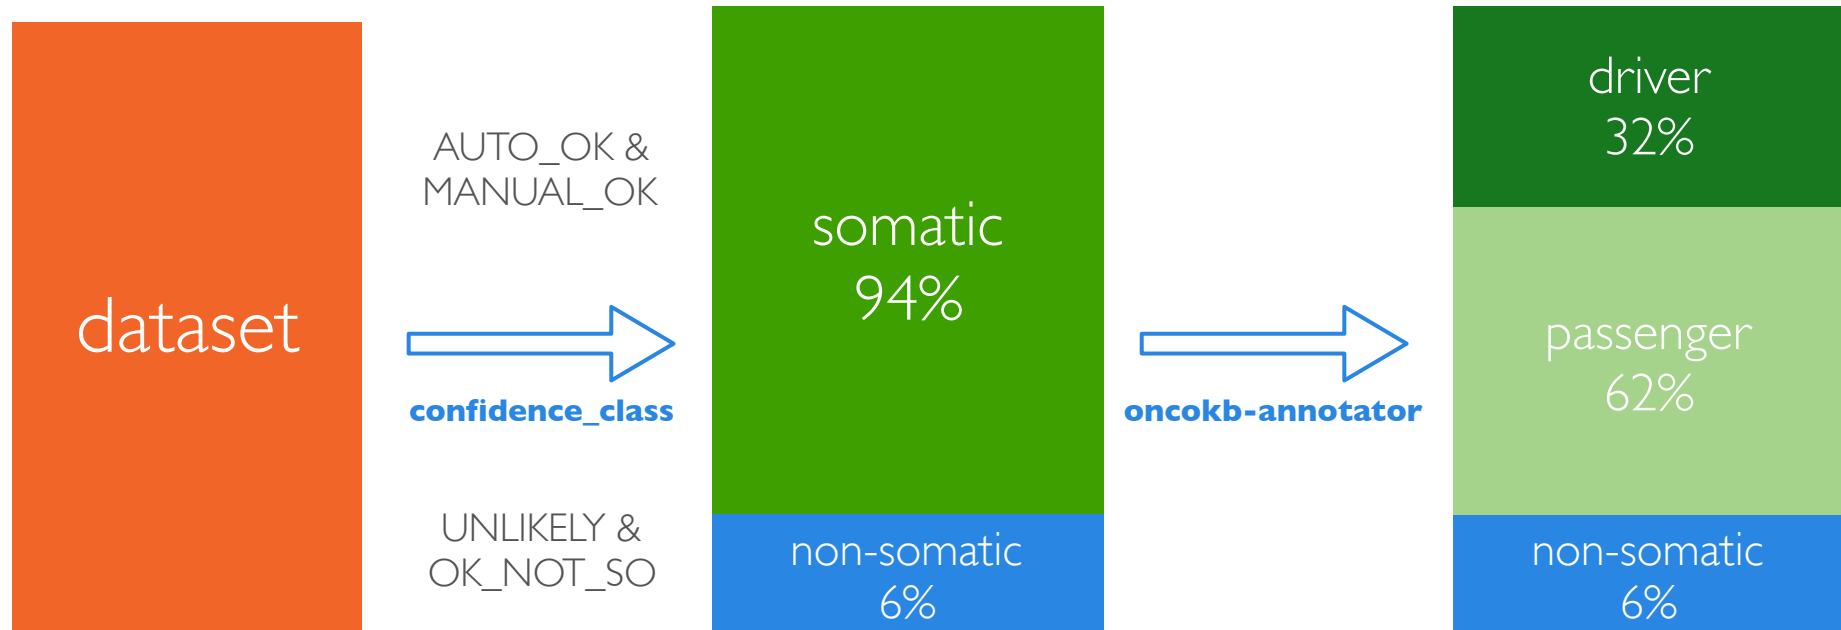 dataset
AUTO_OK &
MANUAL_OK
confidence_class
UNLIKELY &
OK_NOT_SO
somatic
94%
non-somatic
6%
oncokb-annotator
driver
32%
passenger
62%
non-somatic
6%